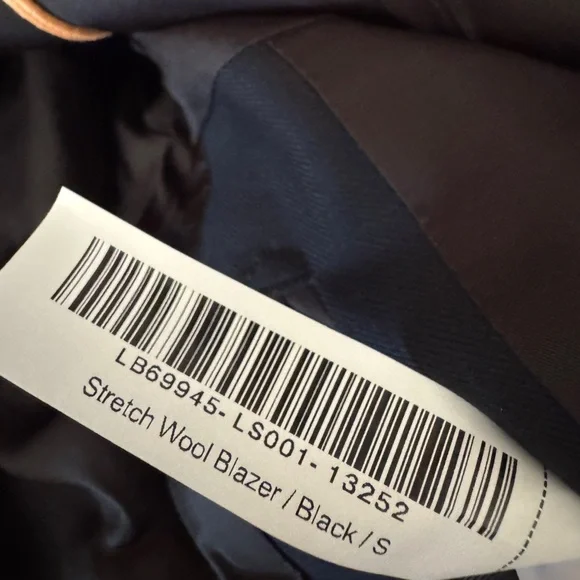 LB69945-LS001-13252
Stretch Wool Blazer / Black / S